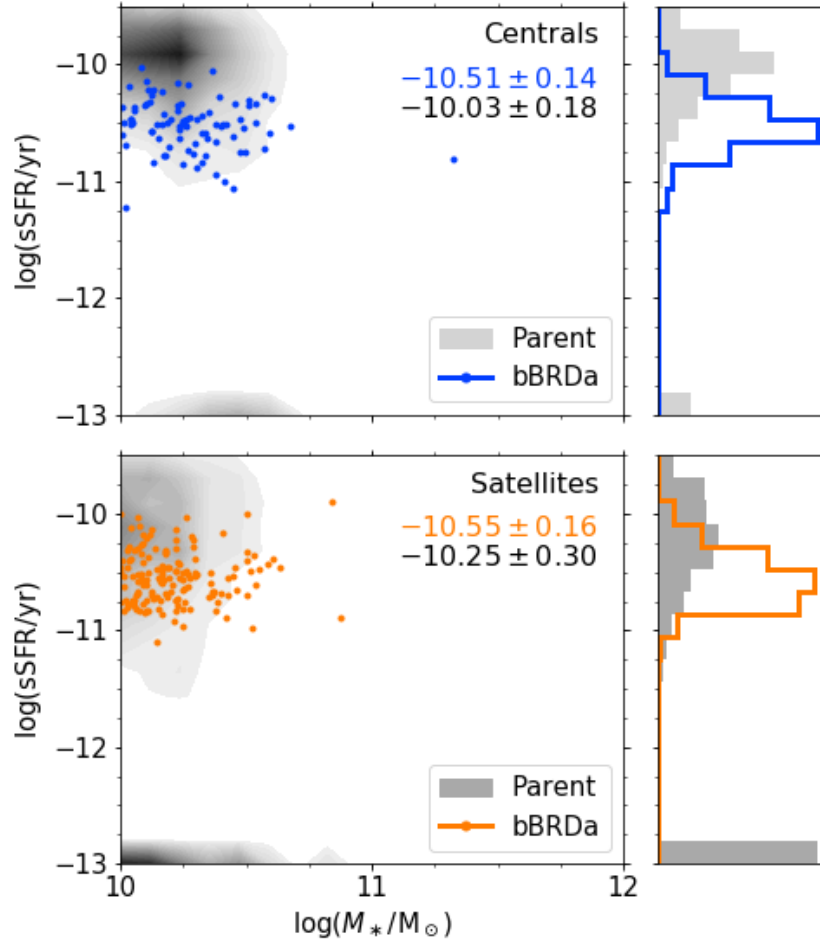 Centrals
−10.51 ± 0.14
−10.03 ± 0.18
−10
−11
−12
−13
log(sSFR/yr)
Parent
bBRDa
Satellites
−10.55 ± 0.16
−10.25 ± 0.30
−10
−11
−12
−13
log(sSFR/yr)
Parent
bBRDa
10 11 12
log(M∗/M⊙)